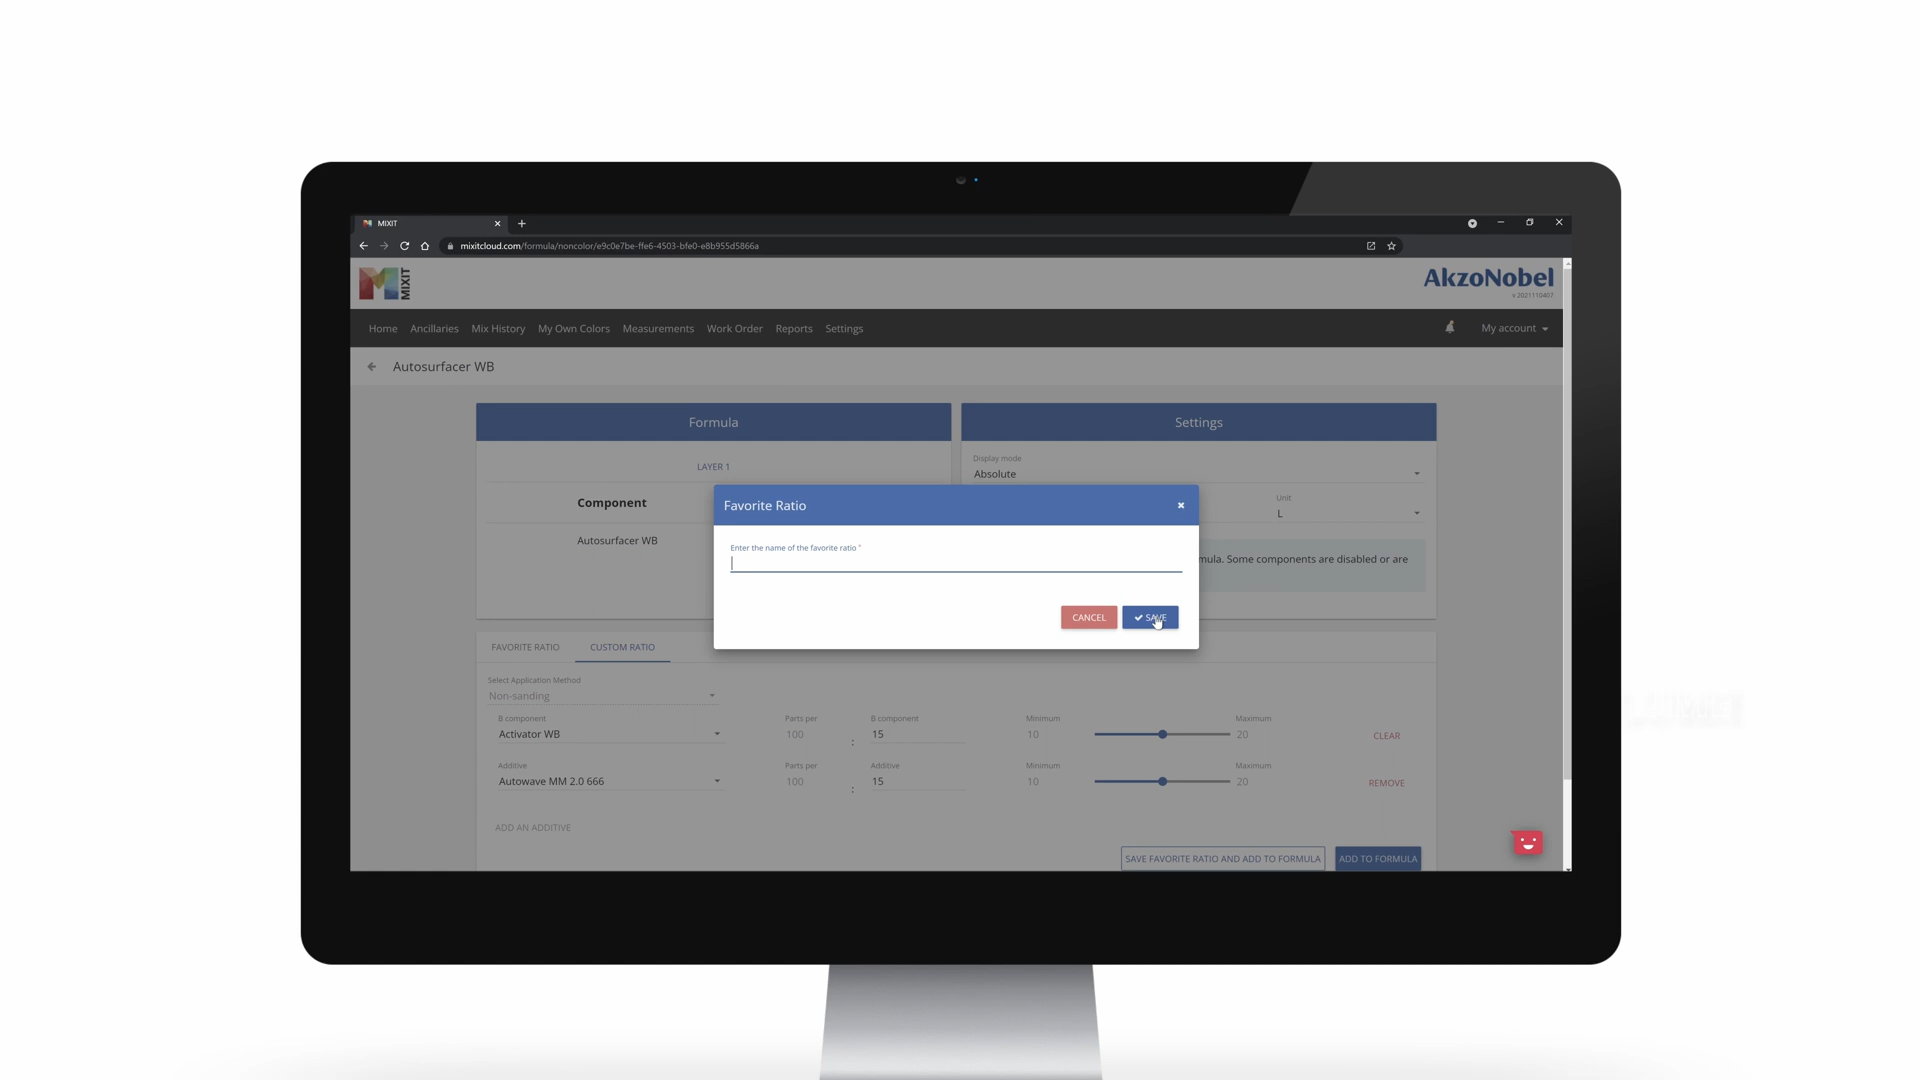 MIXIT
mixitcloud.com/formula/noncolor/e9c0e7be-ffe6-4503-bfe0-e8b955d5866a
MIXIT
AkzoNobel
v 2021110407
Home Ancillaries Mix History My Own Colors Measurements Work Order Reports Settings My account
Autosurfacer WB
Formula Settings
LAYER 1
Display mode
Absolute
Component
Unit
L
Autosurfacer WB
mula. Some components are disabled or are
Favorite Ratio
Enter the name of the favorite ratio *
CANCEL SAVE
FAVORITE RATIO CUSTOM RATIO
Select Application Method
Non-sanding
B component Parts per B component Minimum Maximum
Activator WB 100 : 15 10 20 CLEAR
Additive Parts per Additive Minimum Maximum
Autowave MM 2.0 666 100 : 15 10 20 REMOVE
ADD AN ADDITIVE
SAVE FAVORITE RATIO AND ADD TO FORMULA ADD TO FORMULA